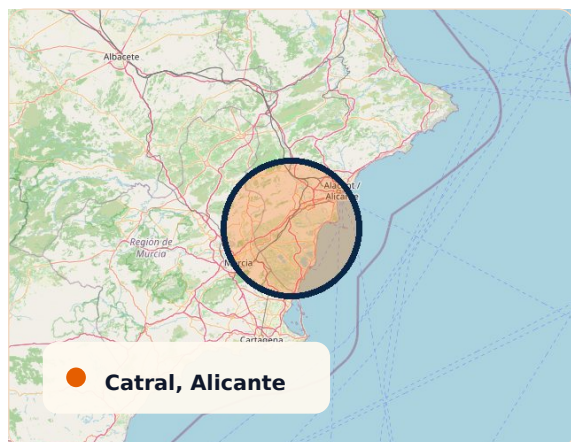 Albacete
Alacant /
Alicante
Región de
Murcia
Murcia
Cartagena
Catral, Alicante